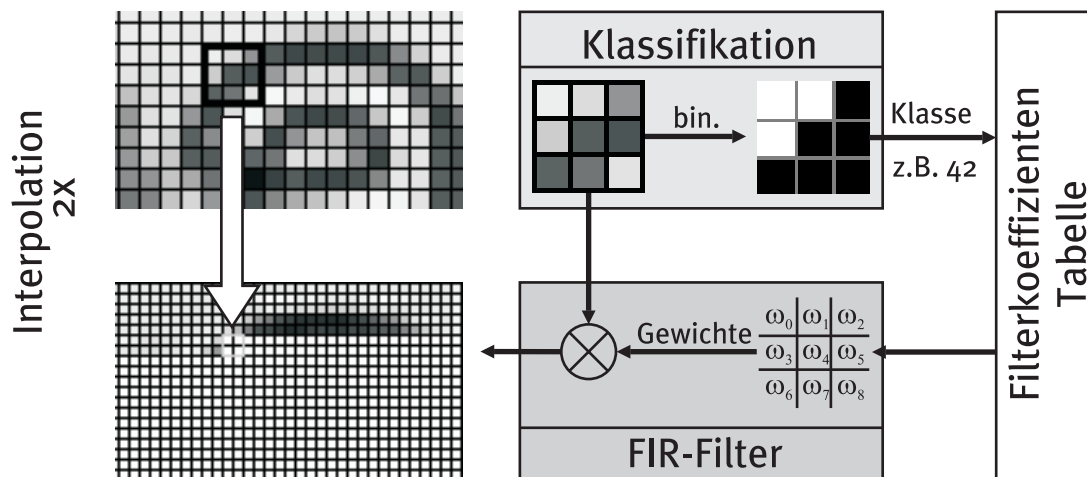 Interpolation
2X
Klassifikation
bin.
Klasse
z.B. 42
Filterkoeffizienten
Tabelle
Gewichte
ω₀ ω₁ ω₂
ω₃ ω₄ ω₅
ω₆ ω₇ ω₈
FIR-Filter